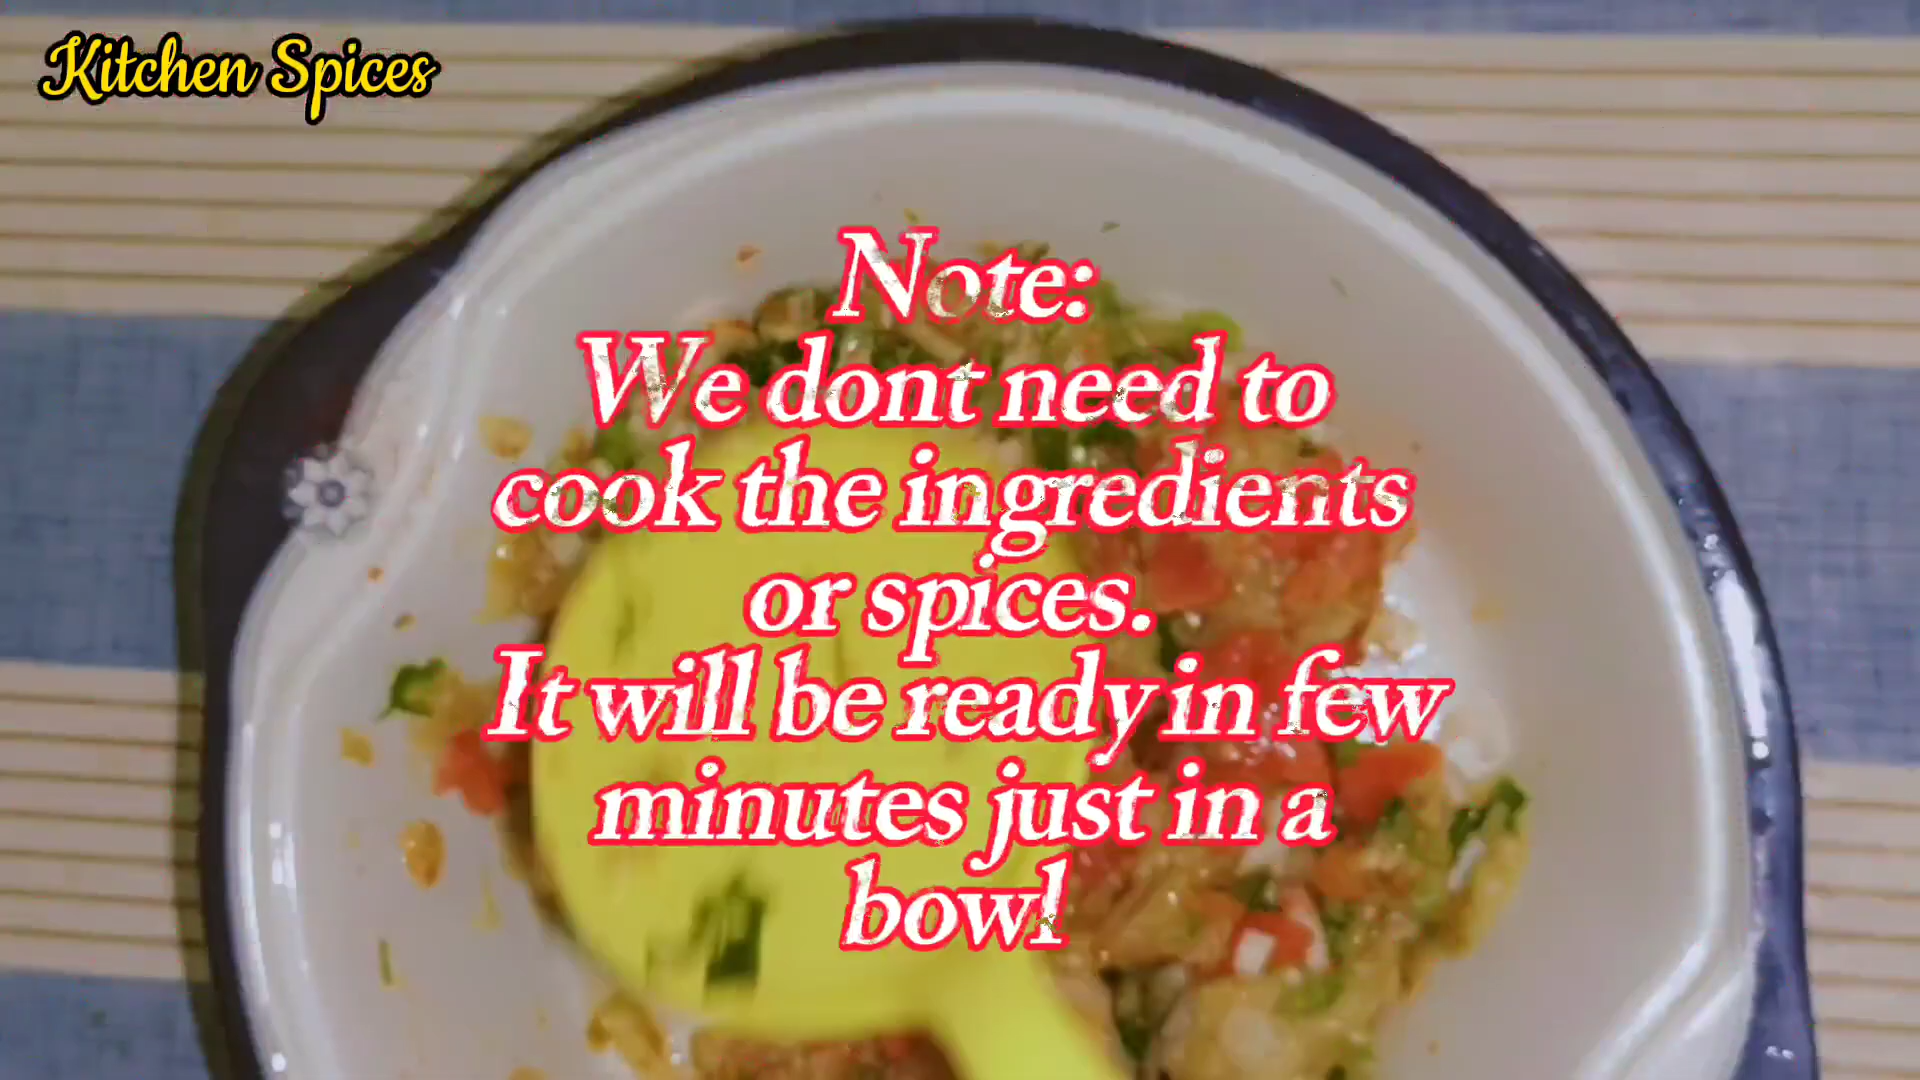 Kitchen Spices
Note:
We dont need to
cook the ingredients
or spices.
It will be ready in few
minutes just in a
bowl